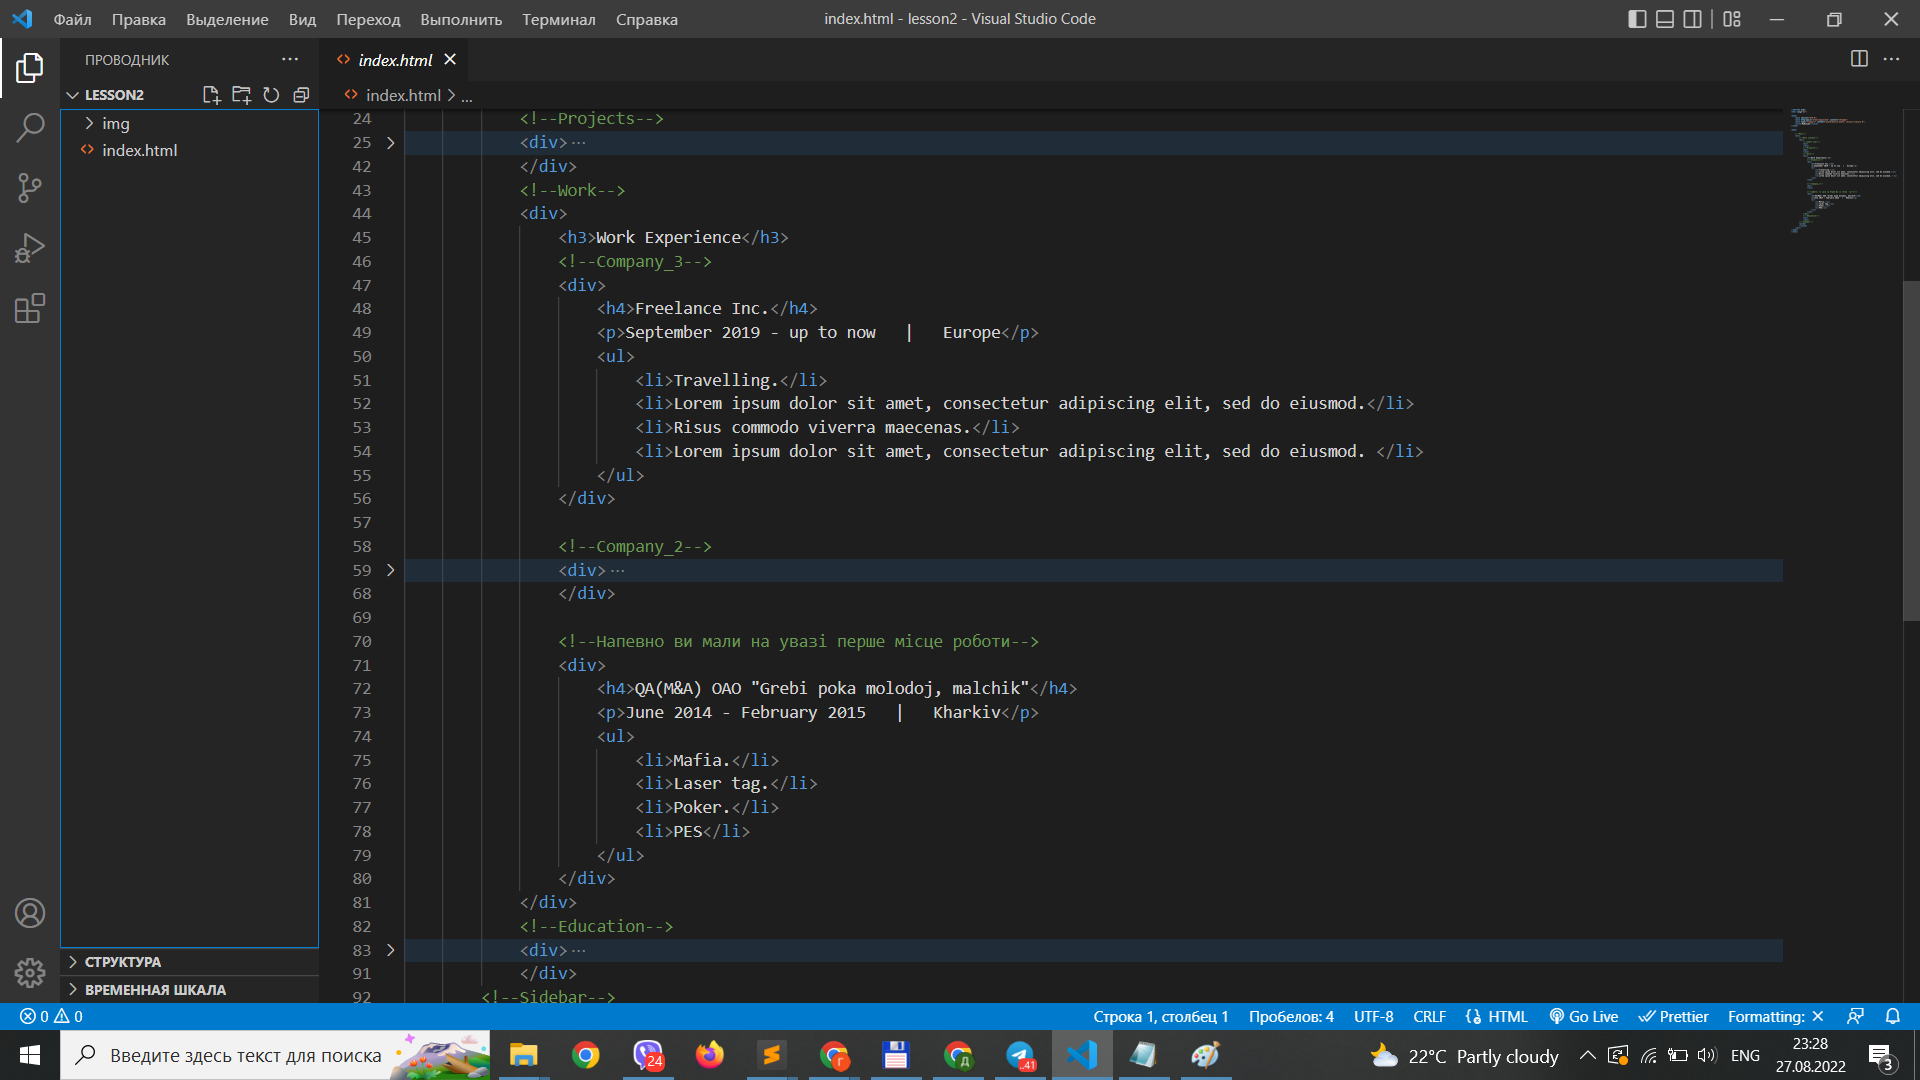 Файл Правка Выделение Вид Переход Выполнить Терминал Справка
index.html - lesson2 - Visual Studio Code
ПРОВОДНИК
LESSON2
img
index.html
index.html
index.html > ...
24 <!--Projects-->
25 <div> ...
42 </div>
43 <!--Work-->
44 <div>
45 <h3>Work Experience</h3>
46 <!--Company_3-->
47 <div>
48 <h4>Freelance Inc.</h4>
49 <p>September 2019 - up to now | Europe</p>
50 <ul>
51 <li>Travelling.</li>
52 <li>Lorem ipsum dolor sit amet, consectetur adipiscing elit, sed do eiusmod.</li>
53 <li>Risus commodo viverra maecenas.</li>
54 <li>Lorem ipsum dolor sit amet, consectetur adipiscing elit, sed do eiusmod. </li>
55 </ul>
56 </div>
57
58 <!--Company_2-->
59 <div> ...
68 </div>
69
70 <!--Напевно ви мали на увазі перше місце роботи-->
71 <div>
72 <h4>QA(M&A) ОАО "Grebi poka molodoj, malchik"</h4>
73 <p>June 2014 - February 2015 | Kharkiv</p>
74 <ul>
75 <li>Mafia.</li>
76 <li>Laser tag.</li>
77 <li>Poker.</li>
78 <li>PES</li>
79 </ul>
80 </div>
81 </div>
82 <!--Education-->
83 <div> ...
91 </div>
92 <!--Sidebar-->
СТРУКТУРА
ВРЕМЕННАЯ ШКАЛА
0 0
Строка 1, столбец 1 Пробелов: 4 UTF-8 CRLF HTML Go Live Prettier Formatting: ×
Введите здесь текст для поиска
24
41
22°C Partly cloudy
ENG
23:28
27.08.2022
3